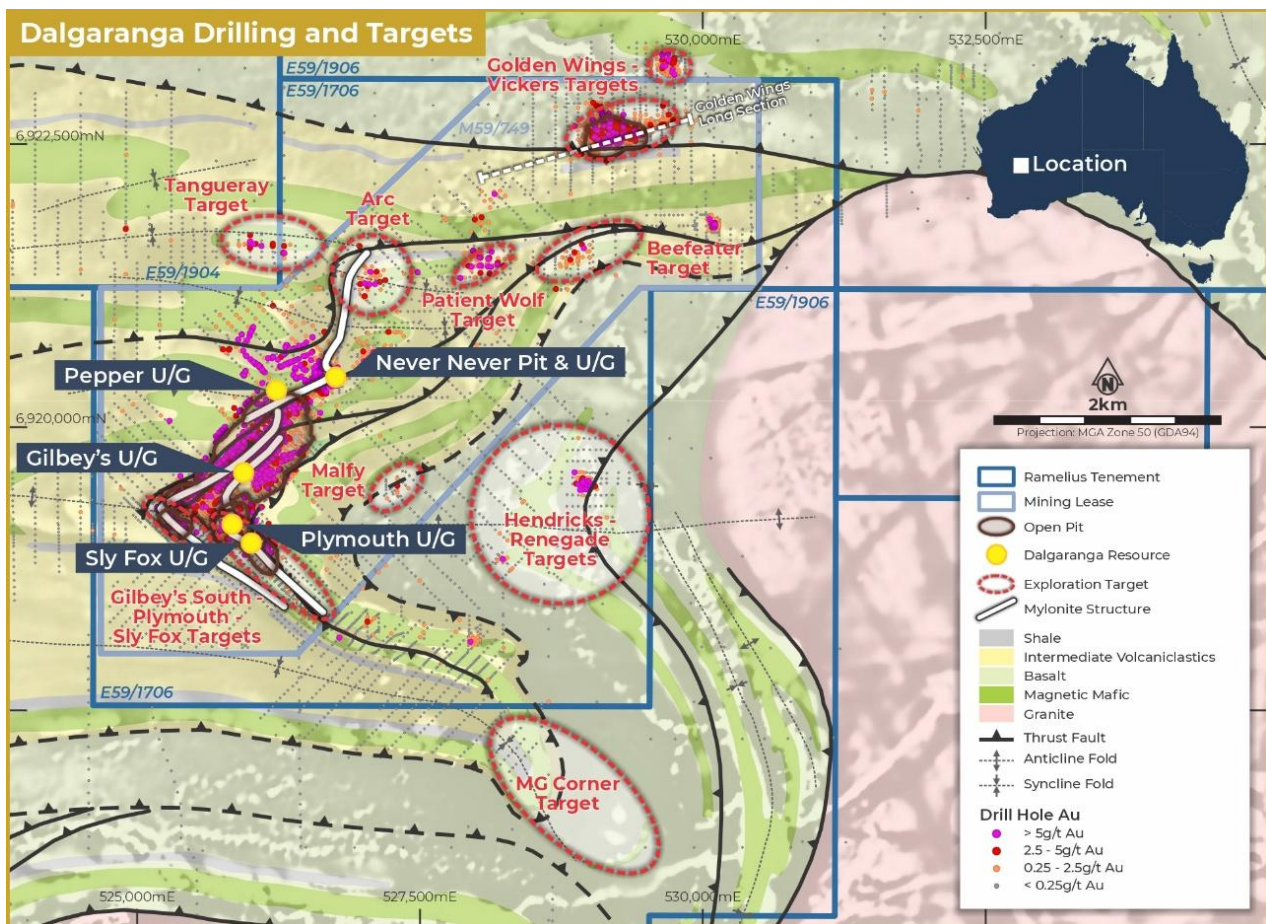 Dalgaranga Drilling and Targets
530,000mE
532,500mE
E59/1906
E59/1706
Golden Wings -
Vickers Targets
Golden Wings
Long Section
M59/749
6,922,500mN
Location
Tangueray
Target
Arc
Target
Beefeater
Target
E59/1904
Patient Wolf
Target
E59/1906
Never Never Pit & U/G
Pepper U/G
N
2km
Projection: MGA Zone 50 (GDA94)
6,920,000mN
Gilbey's U/G
Malfy
Target
Hendricks -
Renegade
Targets
Plymouth U/G
Sly Fox U/G
Gilbey's South -
Plymouth -
Sly Fox Targets
E59/1706
MG Corner
Target
525,000mE
527,500mE
530,000mE
Ramelius Tenement
Mining Lease
Open Pit
Dalgaranga Resource
Exploration Target
Mylonite Structure
Shale
Intermediate Volcaniclastics
Basalt
Magnetic Mafic
Granite
Thrust Fault
Anticline Fold
Syncline Fold
Drill Hole Au
> 5g/t Au
2.5 - 5g/t Au
0.25 - 2.5g/t Au
< 0.25g/t Au